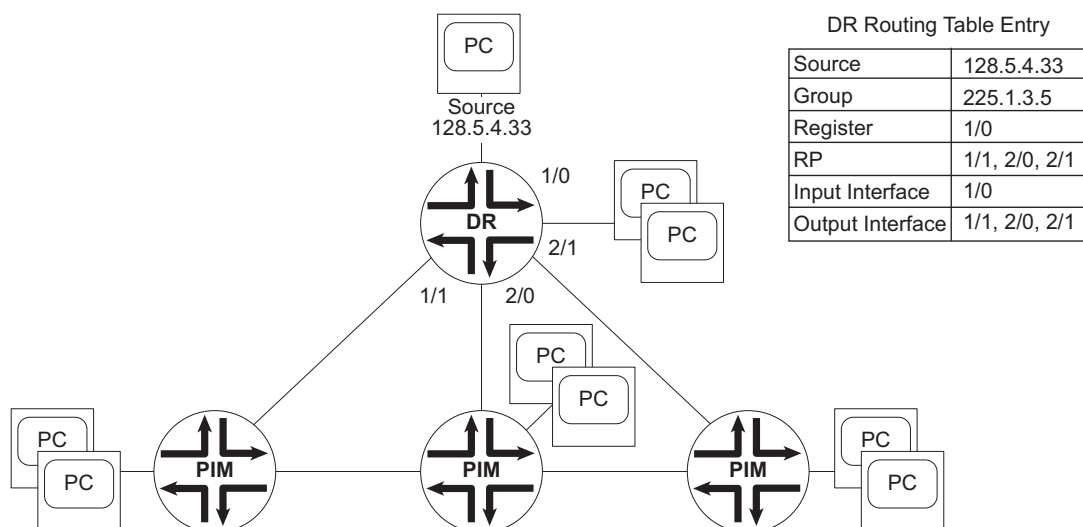 DR Routing Table Entry
Source 128.5.4.33
Group 225.1.3.5
Register 1/0
RP 1/1, 2/0, 2/1
Input Interface 1/0
Output Interface 1/1, 2/0, 2/1
PC
Source
128.5.4.33
1/0
PC
PC
DR
2/1
1/1
2/0
PC
PC
PC
PC
PIM
PIM
PIM
PC
PC